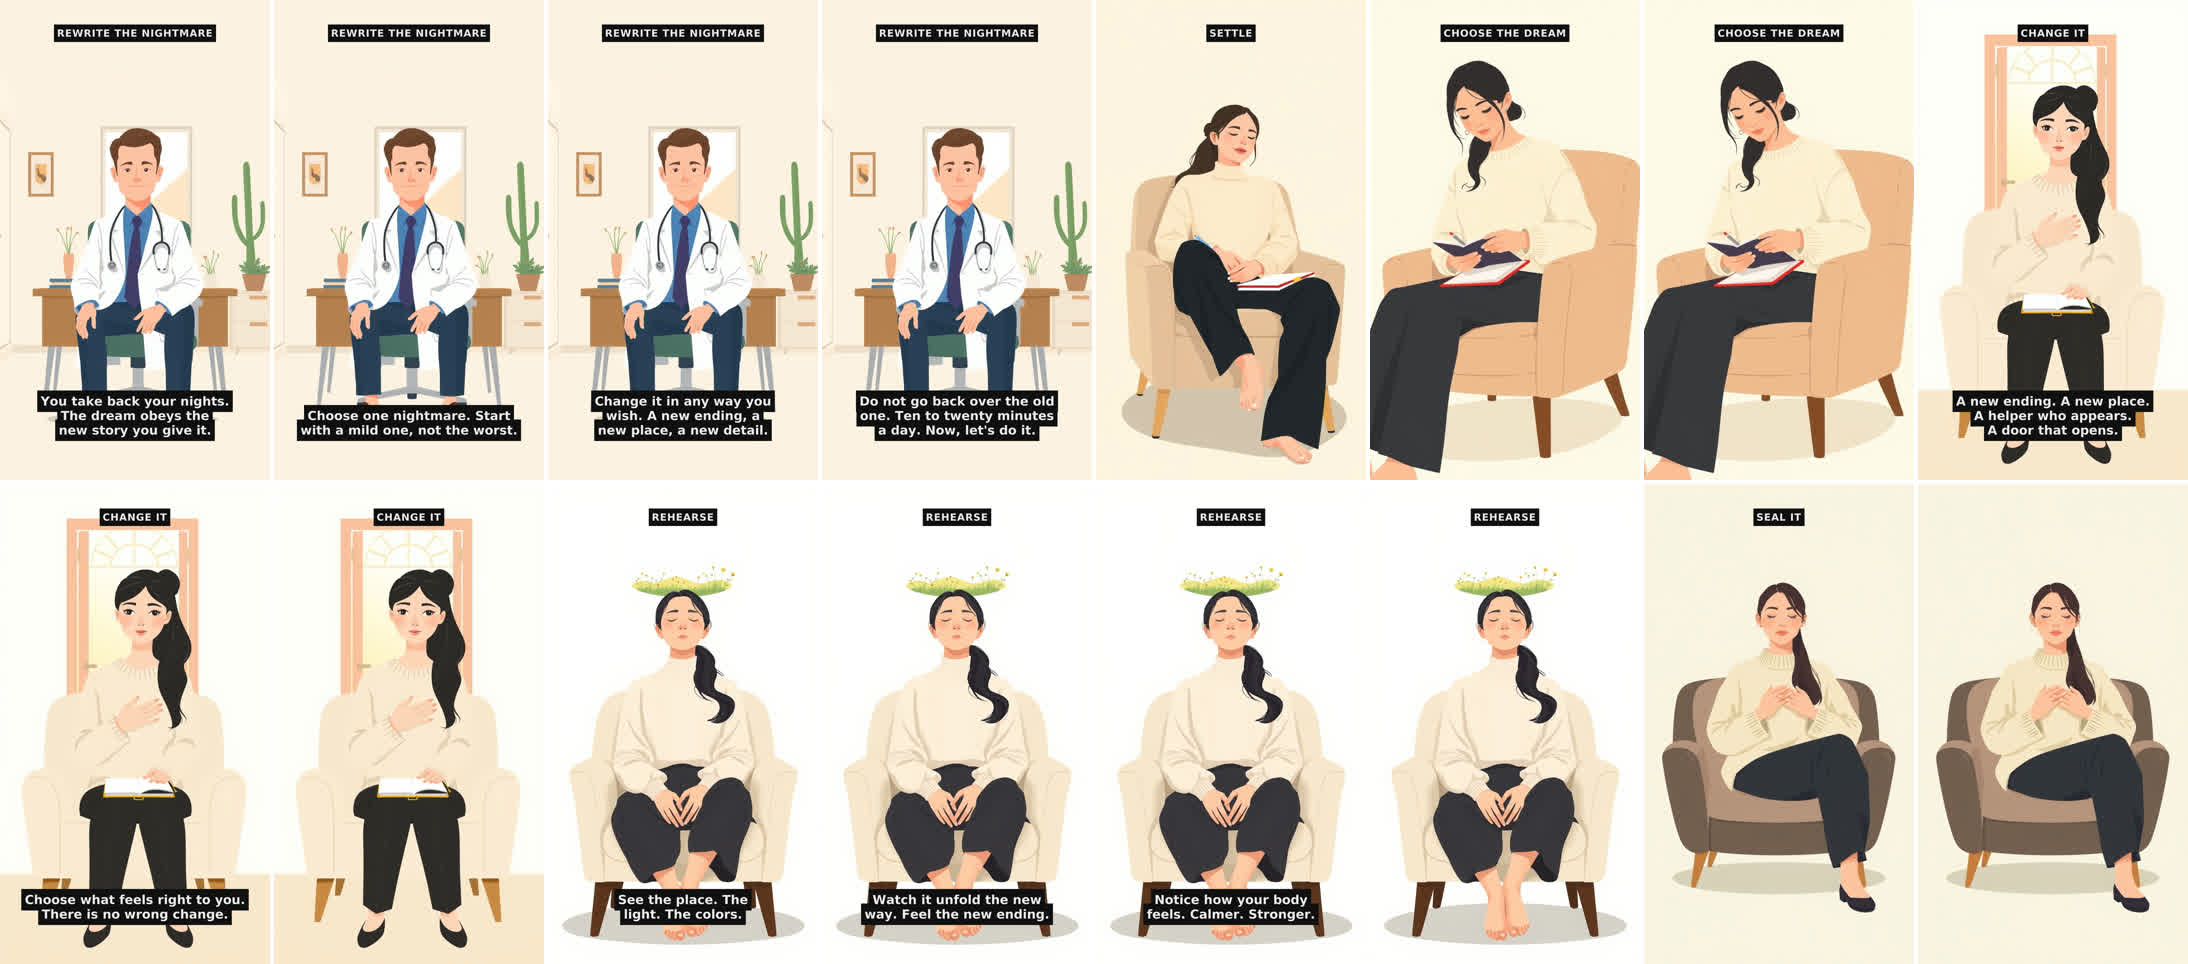 REWRITE THE NIGHTMARE
You take back your nights.
The dream obeys the
new story you give it.
REWRITE THE NIGHTMARE
Choose one nightmare. Start
with a mild one, not the worst.
REWRITE THE NIGHTMARE
Change it in any way you
wish. A new ending, a
new place, a new detail.
REWRITE THE NIGHTMARE
Do not go back over the old
one. Ten to twenty minutes
a day. Now, let's do it.
SETTLE
CHOOSE THE DREAM
CHOOSE THE DREAM
CHANGE IT
A new ending. A new place.
A helper who appears.
A door that opens.
CHANGE IT
Choose what feels right to you.
There is no wrong change.
CHANGE IT
REHEARSE
See the place. The
light. The colors.
REHEARSE
Watch it unfold the new
way. Feel the new ending.
REHEARSE
Notice how your body
feels. Calmer. Stronger.
REHEARSE
SEAL IT